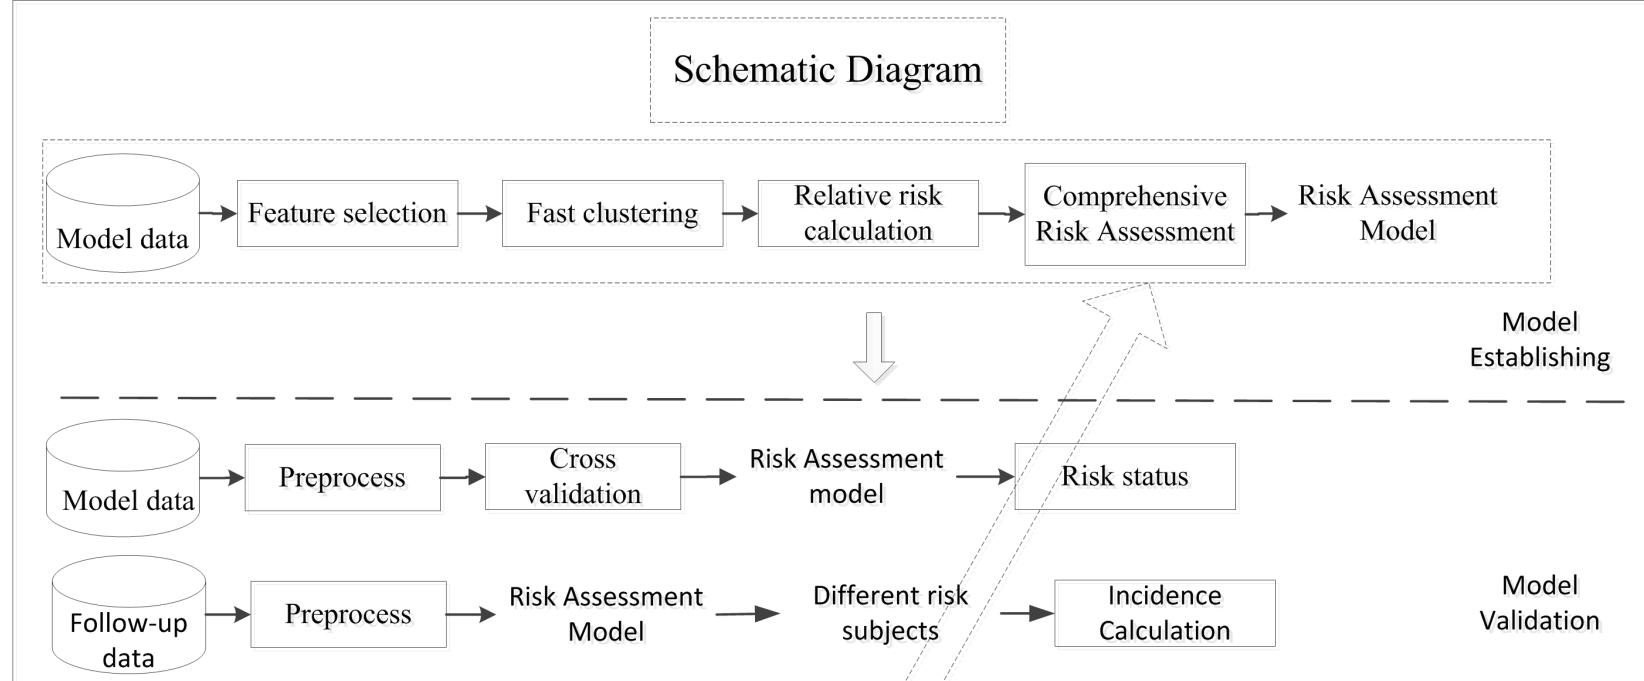 Schematic Diagram
Model data
Feature selection
Fast clustering
Relative risk
calculation
Comprehensive
Risk Assessment
Risk Assessment
Model
Model
Establishing
Model data
Preprocess
Cross
validation
Risk Assessment
model
Risk status
Follow-up
data
Preprocess
Risk Assessment
Model
Different risk
subjects
Incidence
Calculation
Model
Validation